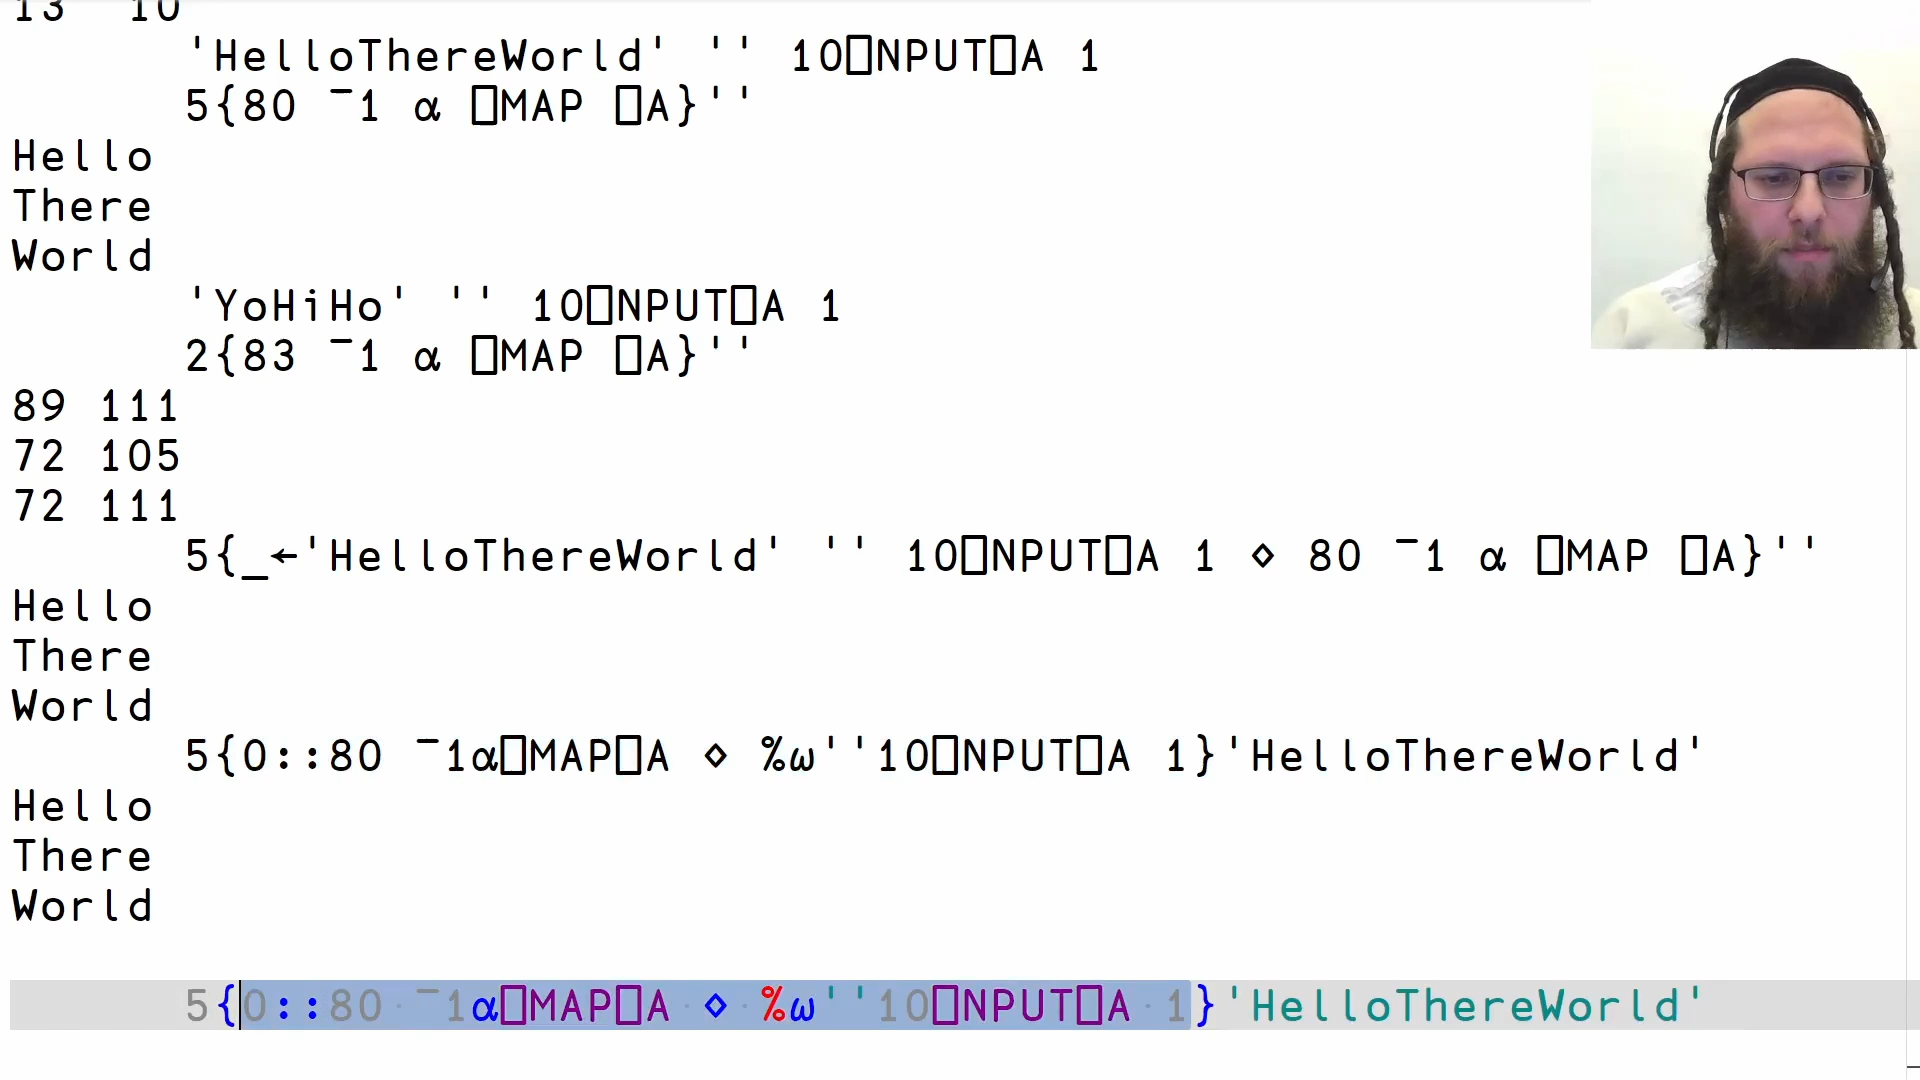 13  10
'HelloThereWorld' '' 10⎕NPUT⎕A 1
5{80 ¯1 ⍺ ⎕MAP ⎕A}''
Hello
There
World
'YoHiHo' '' 10⎕NPUT⎕A 1
2{83 ¯1 ⍺ ⎕MAP ⎕A}''
89 111
72 105
72 111
5{_←'HelloThereWorld' '' 10⎕NPUT⎕A 1 ⋄ 80 ¯1 ⍺ ⎕MAP ⎕A}''
Hello
There
World
5{0::80 ¯1⍺⎕MAP⎕A ⋄ %⍵''10⎕NPUT⎕A 1}'HelloThereWorld'
Hello
There
World
5{0::80 ¯1⍺⎕MAP⎕A ⋄ %⍵''10⎕NPUT⎕A 1}'HelloThereWorld'